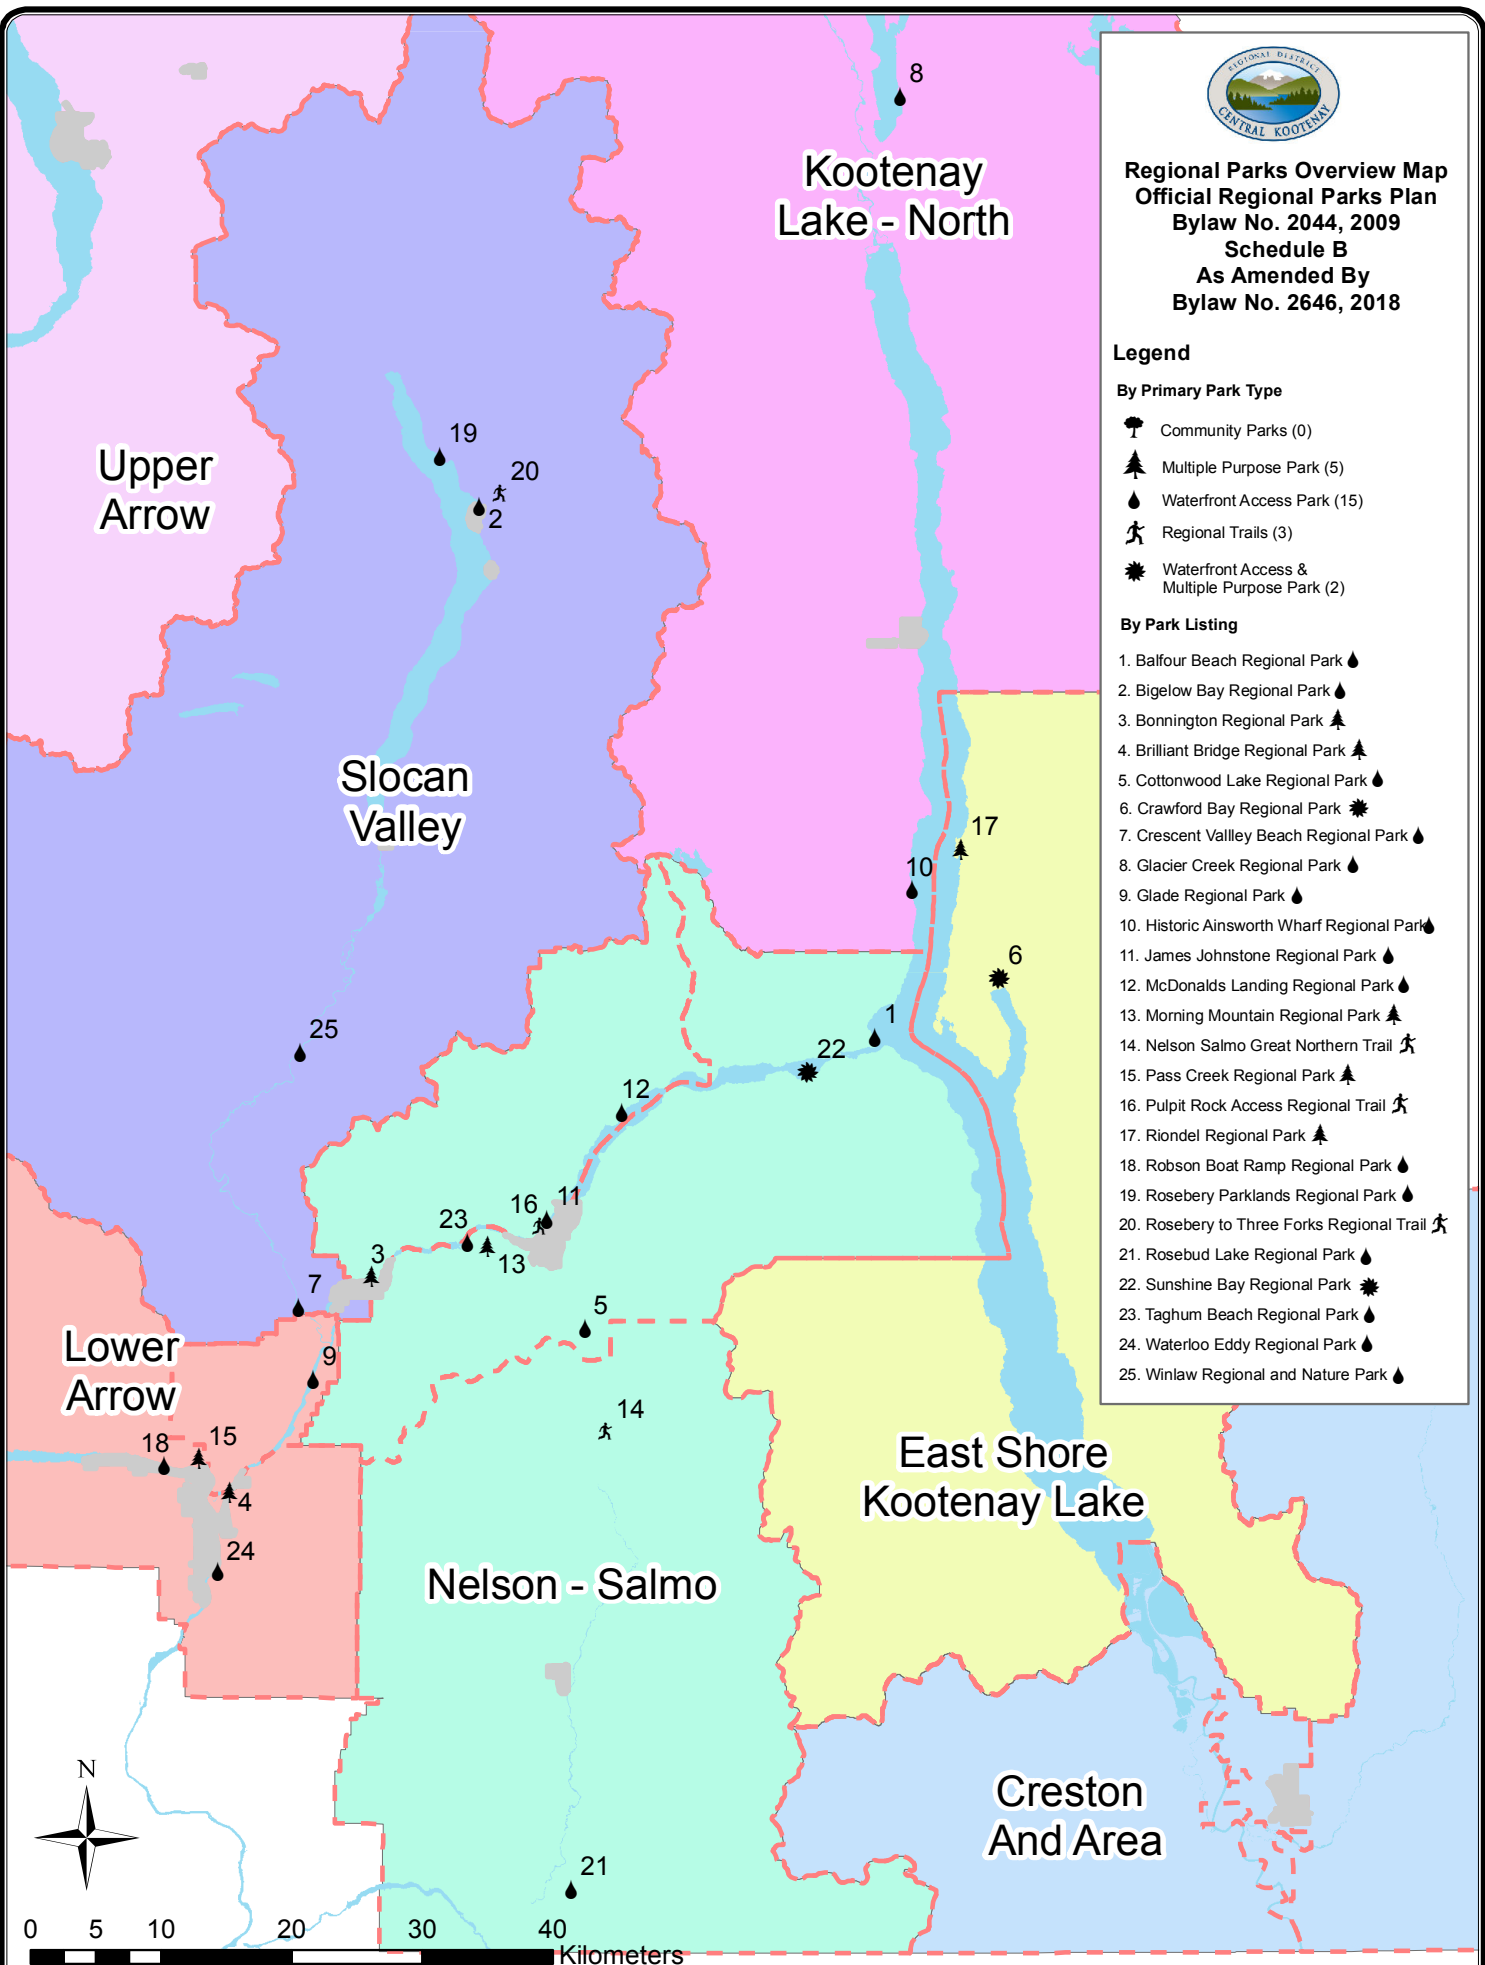 REGIONAL DISTRICT
CENTRAL KOOTENAY
Regional Parks Overview Map
Official Regional Parks Plan
Bylaw No. 2044, 2009
Schedule B
As Amended By
Bylaw No. 2646, 2018
Legend
By Primary Park Type
Community Parks (0)
Multiple Purpose Park (5)
Waterfront Access Park (15)
Regional Trails (3)
Waterfront Access &
Multiple Purpose Park (2)
By Park Listing
1. Balfour Beach Regional Park
2. Bigelow Bay Regional Park
3. Bonnington Regional Park
4. Brilliant Bridge Regional Park
5. Cottonwood Lake Regional Park
6. Crawford Bay Regional Park
7. Crescent Vallley Beach Regional Park
8. Glacier Creek Regional Park
9. Glade Regional Park
10. Historic Ainsworth Wharf Regional Park
11. James Johnstone Regional Park
12. McDonalds Landing Regional Park
13. Morning Mountain Regional Park
14. Nelson Salmo Great Northern Trail
15. Pass Creek Regional Park
16. Pulpit Rock Access Regional Trail
17. Riondel Regional Park
18. Robson Boat Ramp Regional Park
19. Rosebery Parklands Regional Park
20. Rosebery to Three Forks Regional Trail
21. Rosebud Lake Regional Park
22. Sunshine Bay Regional Park
23. Taghum Beach Regional Park
24. Waterloo Eddy Regional Park
25. Winlaw Regional and Nature Park
8
Kootenay
Lake - North
19
20
2
Upper
Arrow
Slocan
Valley
17
10
6
25
1
22
12
16
11
23
13
3
7
5
Lower
Arrow
9
14
15
18
4
24
East Shore
Kootenay Lake
Nelson - Salmo
Creston
And Area
21
N
0 5 10 20 30 40
Kilometers